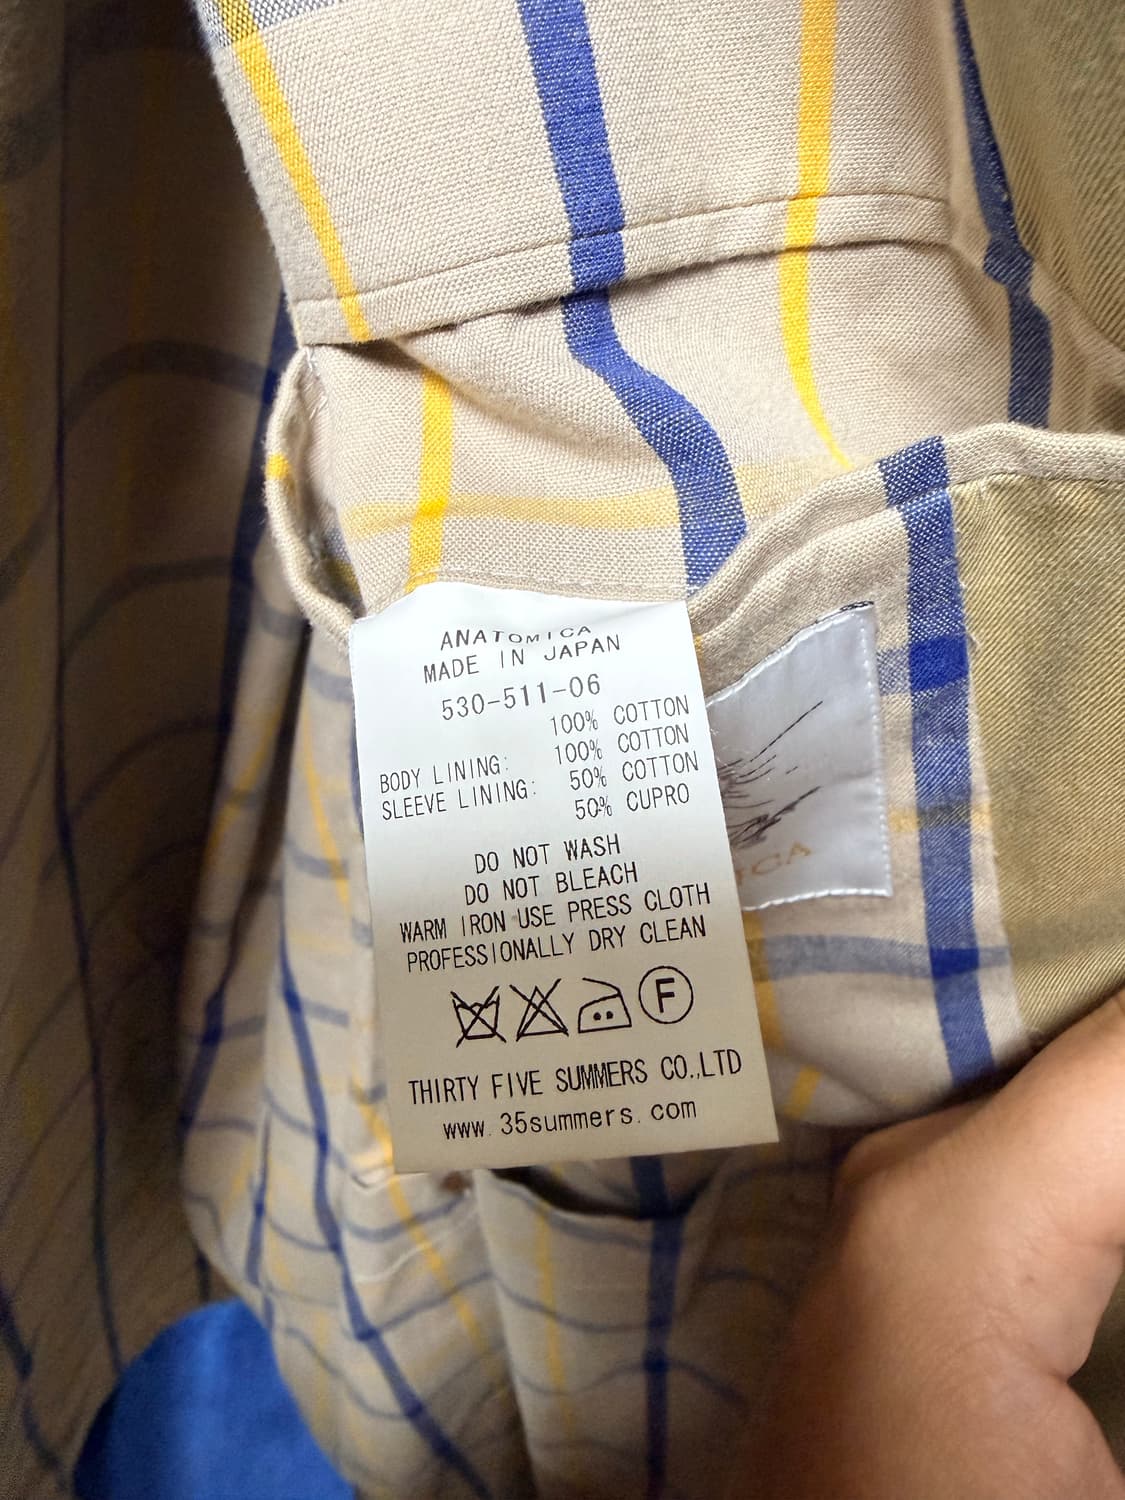 ANATOMICA
MADE IN JAPAN
530-511-06
100% COTTON
BODY LINING: 100% COTTON
SLEEVE LINING: 50% COTTON
50% CUPRO
DO NOT WASH
DO NOT BLEACH
WARM IRON USE PRESS CLOTH
PROFESSIONALLY DRY CLEAN
F
THIRTY FIVE SUMMERS CO.,LTD
www.35summers.com
ICA